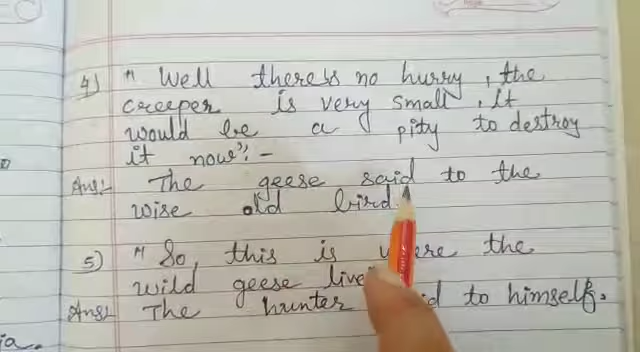 4) "Well there's no hurry, the
creeper is very small, It
would be a pity to destroy
it now":-
Ans:- The geese said to the
wise old bird.
5) "So, this is where the
wild geese live"
Ans:- The hunter to himself.